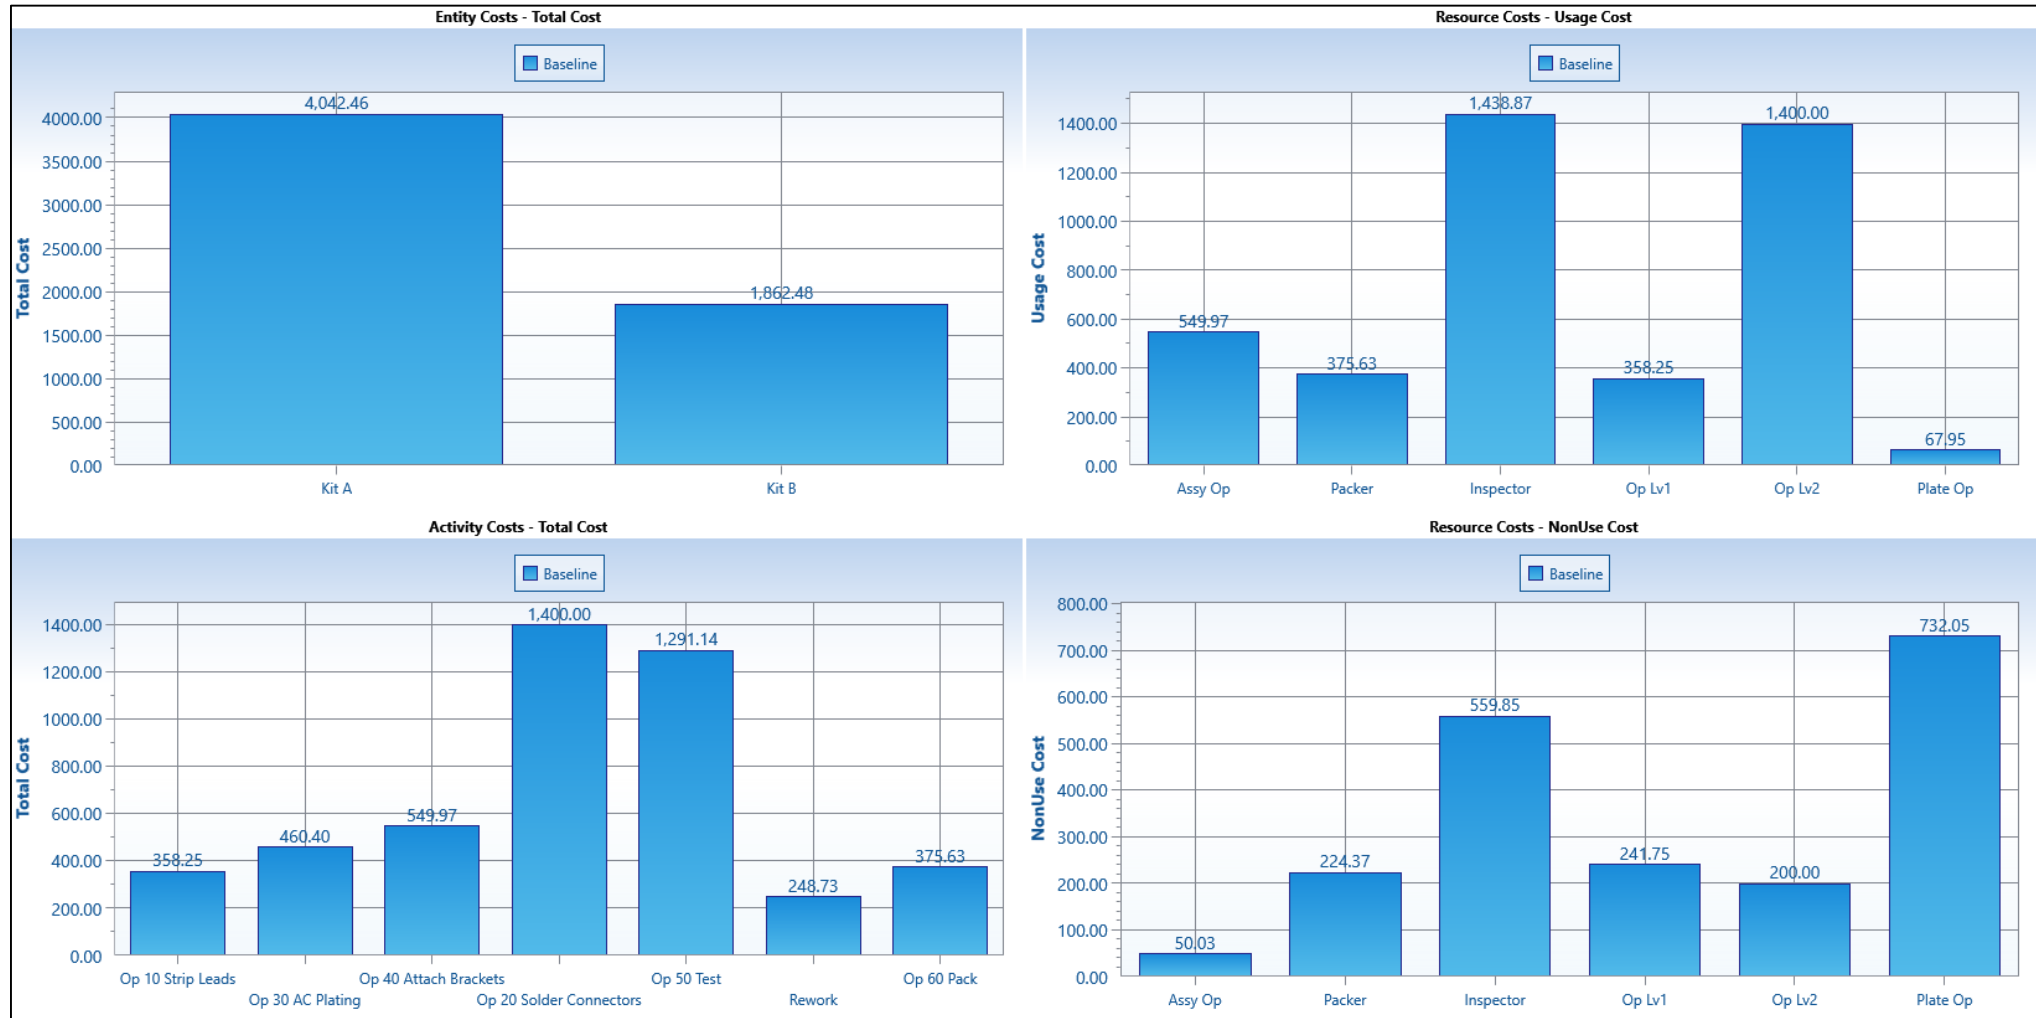 Entity Costs - Total Cost
Baseline
Total Cost
4000.00
3500.00
3000.00
2500.00
2000.00
1500.00
1000.00
500.00
0.00
4,042.46
1,862.48
Kit A
Kit B
Resource Costs - Usage Cost
Baseline
Usage Cost
1400.00
1200.00
1000.00
800.00
600.00
400.00
200.00
0.00
549.97
375.63
1,438.87
358.25
1,400.00
67.95
Assy Op
Packer
Inspector
Op Lv1
Op Lv2
Plate Op
Activity Costs - Total Cost
Baseline
Total Cost
1400.00
1200.00
1000.00
800.00
600.00
400.00
200.00
0.00
358.25
460.40
549.97
1,400.00
1,291.14
248.73
375.63
Op 10 Strip Leads
Op 30 AC Plating
Op 40 Attach Brackets
Op 20 Solder Connectors
Op 50 Test
Rework
Op 60 Pack
Resource Costs - NonUse Cost
Baseline
NonUse Cost
800.00
700.00
600.00
500.00
400.00
300.00
200.00
100.00
0.00
50.03
224.37
559.85
241.75
200.00
732.05
Assy Op
Packer
Inspector
Op Lv1
Op Lv2
Plate Op